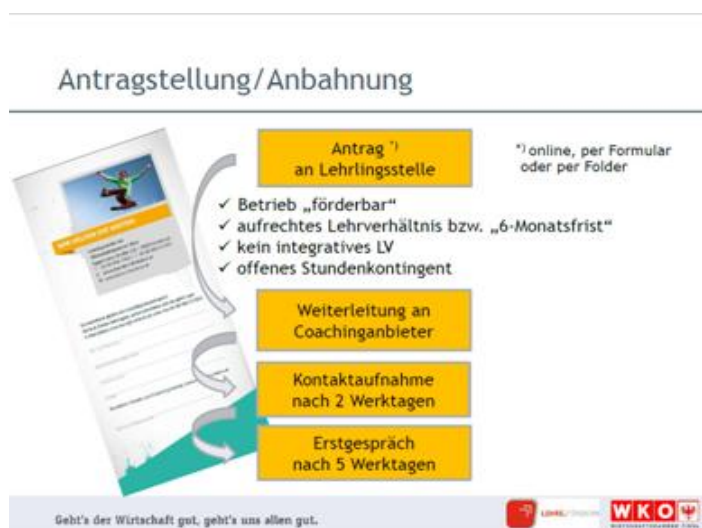 Antragstellung/Anbahnung
Antrag *)
an Lehrlingsstelle
*) online, per Formular
oder per Folder
✓ Betrieb „förderbar“
✓ aufrechtes Lehrverhältnis bzw. „6-Monatsfrist“
✓ kein integratives LV
✓ offenes Stundenkontingent
Weiterleitung an
Coachinganbieter
Kontaktaufnahme
nach 2 Werktagen
Erstgespräch
nach 5 Werktagen
Geht's der Wirtschaft gut, geht's uns allen gut.
LEHRE/
WKO